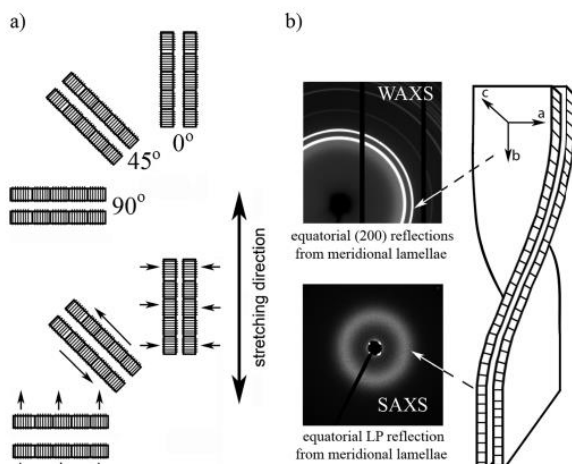 a)
0°
45°
90°
stretching direction
b)
WAXS
c
a
b
equatorial (200) reflections
from meridional lamellae
SAXS
equatorial LP reflection
from meridional lamellae